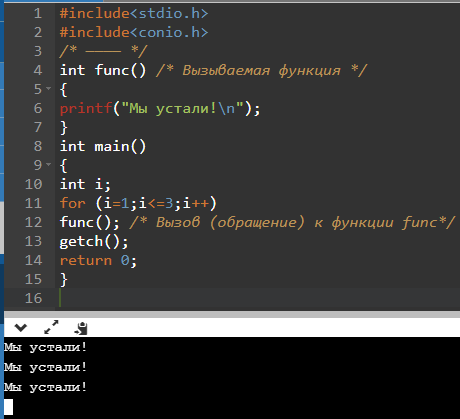 1 #include<stdio.h>
2 #include<conio.h>
3 /* ———— */
4 int func() /* Вызываемая функция */
5 {
6 printf("Мы устали!\n");
7 }
8 int main()
9 {
10 int i;
11 for (i=1;i<=3;i++)
12 func(); /* Вызов (обращение) к функции func*/
13 getch();
14 return 0;
15 }
16
Мы устали!
Мы устали!
Мы устали!